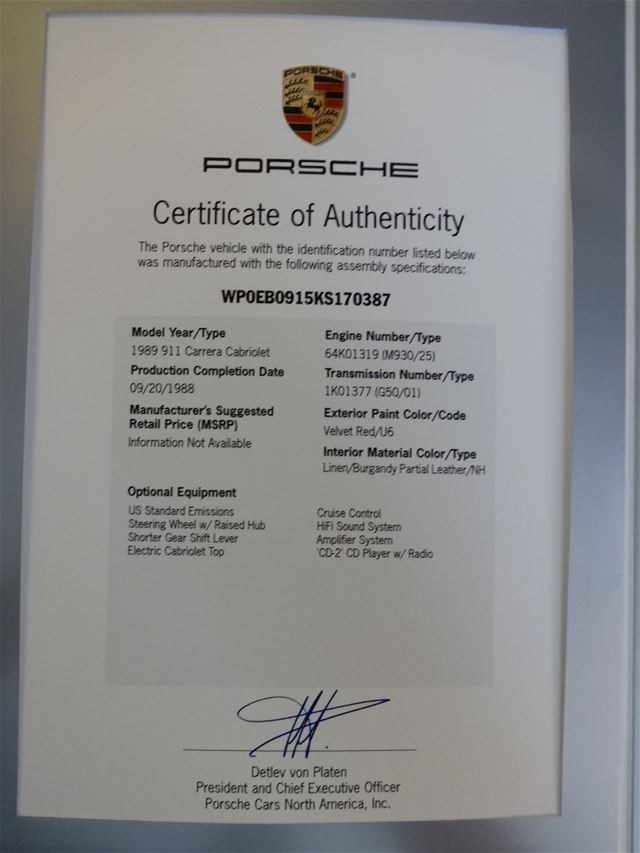 PORSCHE
PORSCHE
Certificate of Authenticity
The Porsche vehicle with the identification number listed below
was manufactured with the following assembly specifications:
WP0EB0915KS170387
Model Year/Type
1989 911 Carrera Cabriolet
Production Completion Date
09/20/1988
Manufacturer's Suggested
Retail Price (MSRP)
Information Not Available
Engine Number/Type
64K01319 (M930/25)
Transmission Number/Type
1K01377 (G50/01)
Exterior Paint Color/Code
Velvet Red/U6
Interior Material Color/Type
Linen/Burgandy Partial Leather/NH
Optional Equipment
US Standard Emissions
Steering Wheel w/ Raised Hub
Shorter Gear Shift Lever
Electric Cabriolet Top
Cruise Control
HiFi Sound System
Amplifier System
'CD-2' CD Player w/ Radio
Detlev von Platen
President and Chief Executive Officer
Porsche Cars North America, Inc.